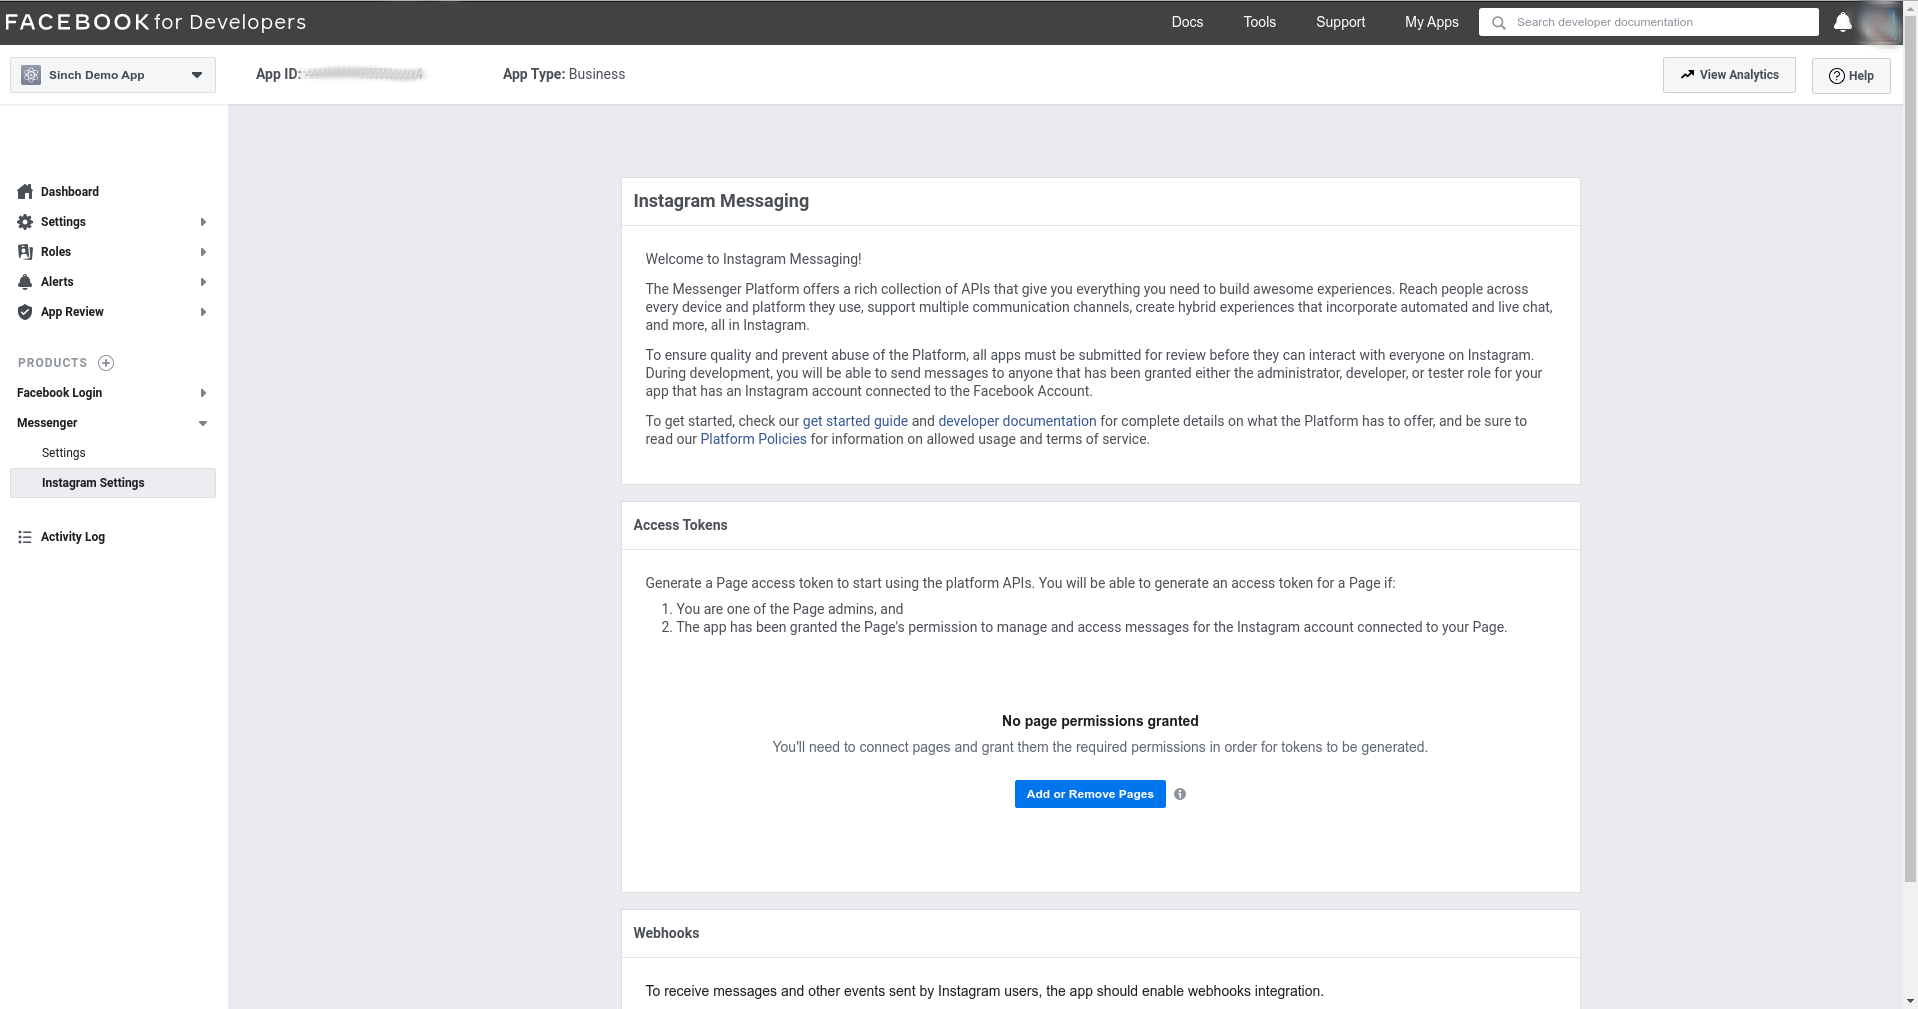 FACEBOOK for Developers
Docs
Tools
Support
My Apps
Search developer documentation
Sinch Demo App
App ID:
App Type: Business
View Analytics
Help
Dashboard
Settings
Roles
Alerts
App Review
PRODUCTS
Facebook Login
Messenger
Settings
Instagram Settings
Activity Log
Instagram Messaging
Welcome to Instagram Messaging!
The Messenger Platform offers a rich collection of APIs that give you everything you need to build awesome experiences. Reach people across
every device and platform they use, support multiple communication channels, create hybrid experiences that incorporate automated and live chat,
and more, all in Instagram.
To ensure quality and prevent abuse of the Platform, all apps must be submitted for review before they can interact with everyone on Instagram.
During development, you will be able to send messages to anyone that has been granted either the administrator, developer, or tester role for your
app that has an Instagram account connected to the Facebook Account.
To get started, check our get started guide and developer documentation for complete details on what the Platform has to offer, and be sure to
read our Platform Policies for information on allowed usage and terms of service.
Access Tokens
Generate a Page access token to start using the platform APIs. You will be able to generate an access token for a Page if:
1. You are one of the Page admins, and
2. The app has been granted the Page's permission to manage and access messages for the Instagram account connected to your Page.
No page permissions granted
You'll need to connect pages and grant them the required permissions in order for tokens to be generated.
Add or Remove Pages
Webhooks
To receive messages and other events sent by Instagram users, the app should enable webhooks integration.